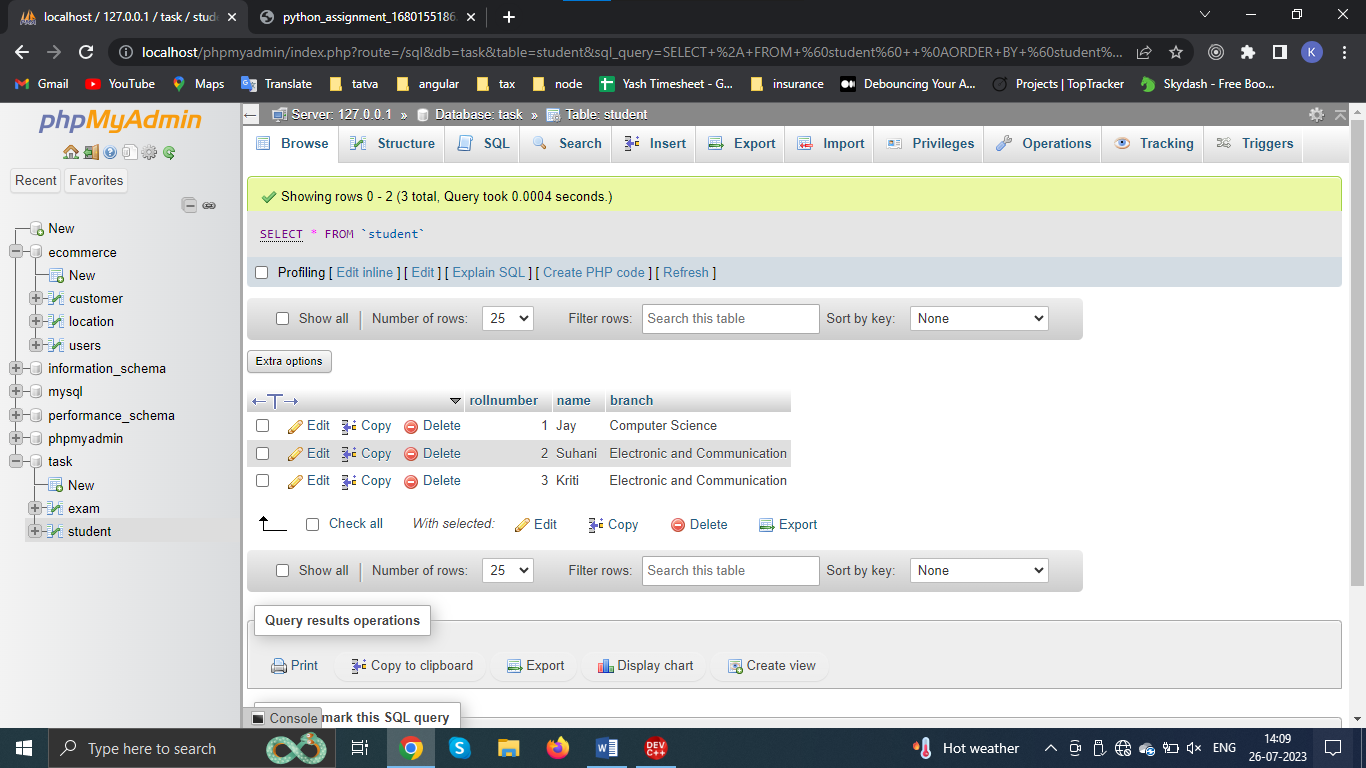 localhost / 127.0.0.1 / task / stude
python_assignment_1680155186
localhost/phpmyadmin/index.php?route=/sql&db=task&table=student&sql_query=SELECT+%2A+FROM+%60student%60++%0AORDER+BY+%60student%...
K
Gmail YouTube Maps Translate tatva angular tax node Yash Timesheet - G... insurance Debouncing Your A... Projects | TopTracker Skydash - Free Boo...
phpMyAdmin
Recent Favorites
New
ecommerce
New
customer
location
users
information_schema
mysql
performance_schema
phpmyadmin
task
New
exam
student
Server: 127.0.0.1 » Database: task » Table: student
Browse Structure SQL Search Insert Export Import Privileges Operations Tracking Triggers
Showing rows 0 - 2 (3 total, Query took 0.0004 seconds.)
SELECT * FROM `student`
Profiling [ Edit inline ] [ Edit ] [ Explain SQL ] [ Create PHP code ] [ Refresh ]
Show all Number of rows: 25 Filter rows: Search this table Sort by key: None
Extra options
←T→ rollnumber name branch
Edit Copy Delete 1 Jay Computer Science
Edit Copy Delete 2 Suhani Electronic and Communication
Edit Copy Delete 3 Kriti Electronic and Communication
Check all With selected: Edit Copy Delete Export
Show all Number of rows: 25 Filter rows: Search this table Sort by key: None
Query results operations
Print Copy to clipboard Export Display chart Create view
Console mark this SQL query
Type here to search
DEV C++
Hot weather
ENG
14:09
26-07-2023